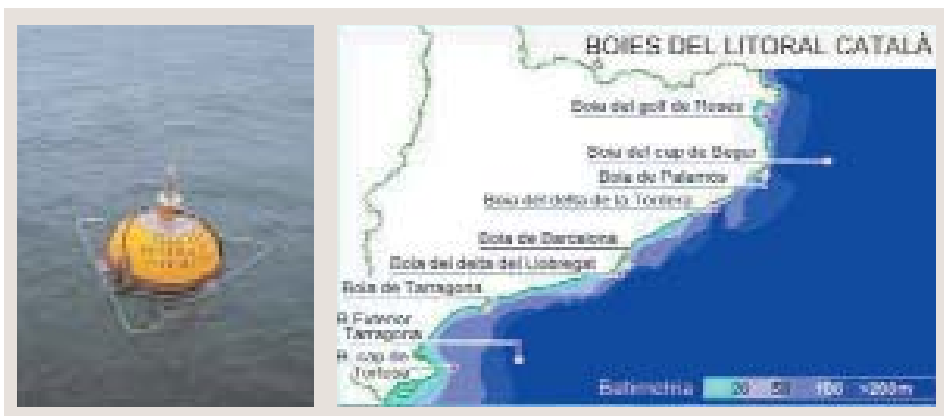 BOIES DEL LITORAL CATALÀ
Boia del golf de Roses
Boia del cap de Begur
Boia de Palamós
Boia del delta de la Tordera
Boia de Barcelona
Boia del delta del Llobregat
Boia de Tarragona
B. Exterior
Tarragona
B. cap de
Tortosa
Batimetria 20 50 100 >200m